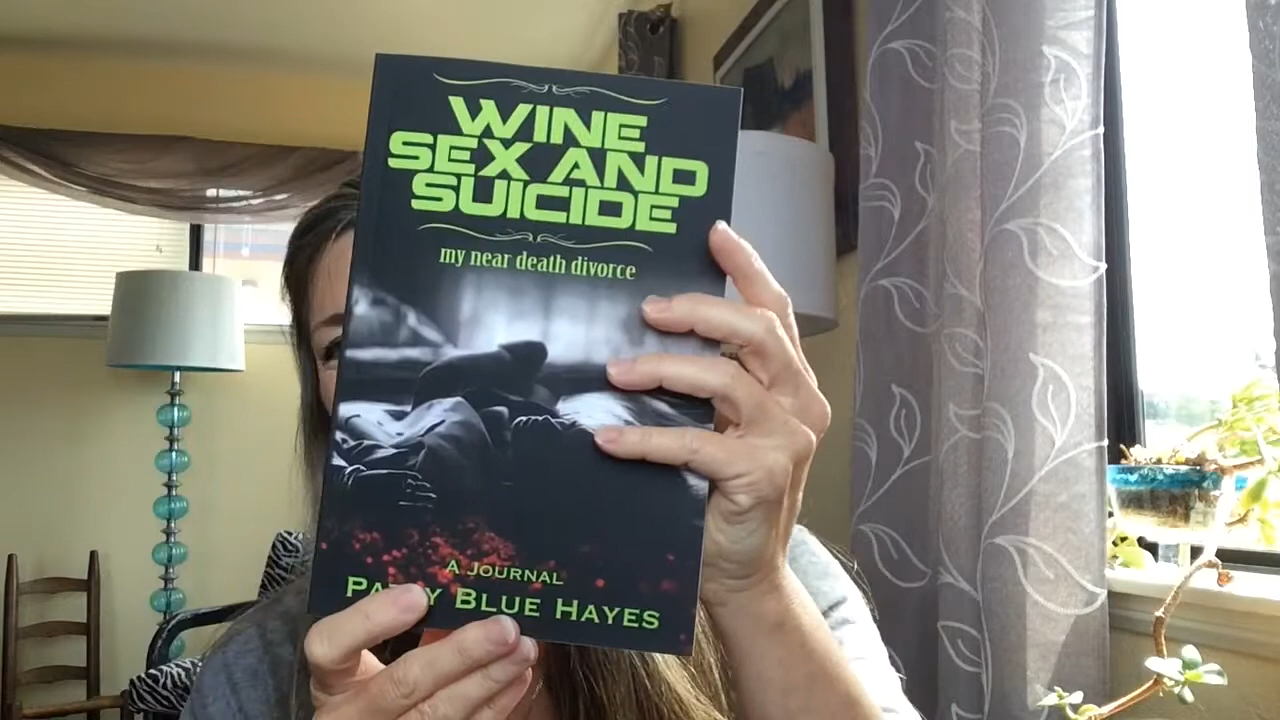 WINE
SEX AND
SUICIDE
my near death divorce
A JOURNAL
BLUE HAYES